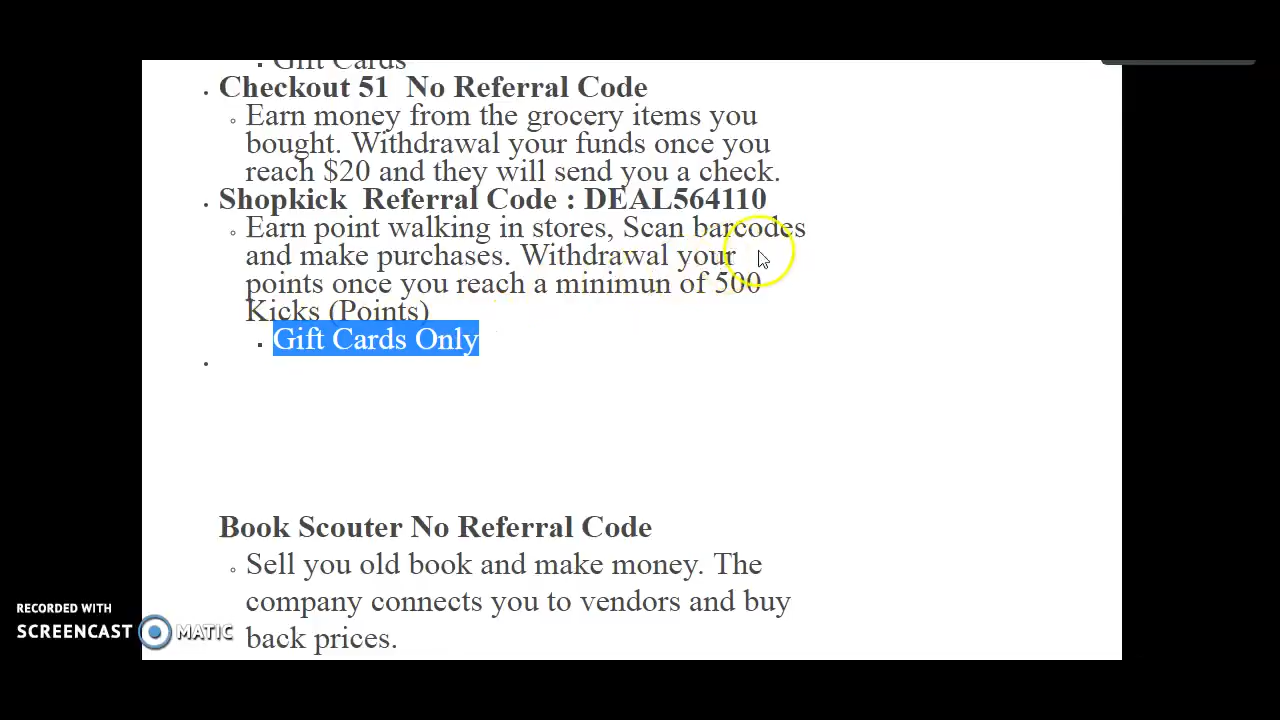 Gift Cards
Checkout 51 No Referral Code
Earn money from the grocery items you
bought. Withdrawal your funds once you
reach $20 and they will send you a check.
Shopkick Referral Code : DEAL564110
Earn point walking in stores, Scan barcodes
and make purchases. Withdrawal your
points once you reach a minimun of 500
Kicks (Points)
Gift Cards Only
Book Scouter No Referral Code
Sell you old book and make money. The
company connects you to vendors and buy
back prices.
RECORDED WITH
SCREENCAST MATIC